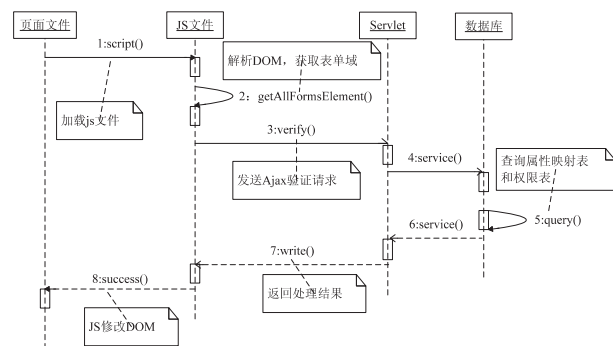 页面文件 JS文件 Servlet 数据库
1:script()
解析DOM，获取表单域
2：getAllFormsElement()
加载js文件
3:verify()
4:service()
查询属性映射表
和权限表
发送Ajax验证请求
5:query()
6:service()
7:write()
8:success()
返回处理结果
JS修改DOM